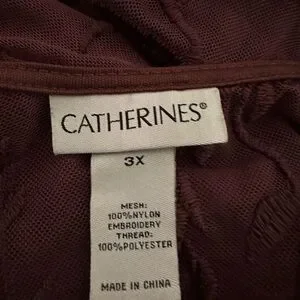 CATHERINES®
3X
MESH:
100%NYLON
EMBROIDERY
THREAD:
100%POLYESTER
MADE IN CHINA